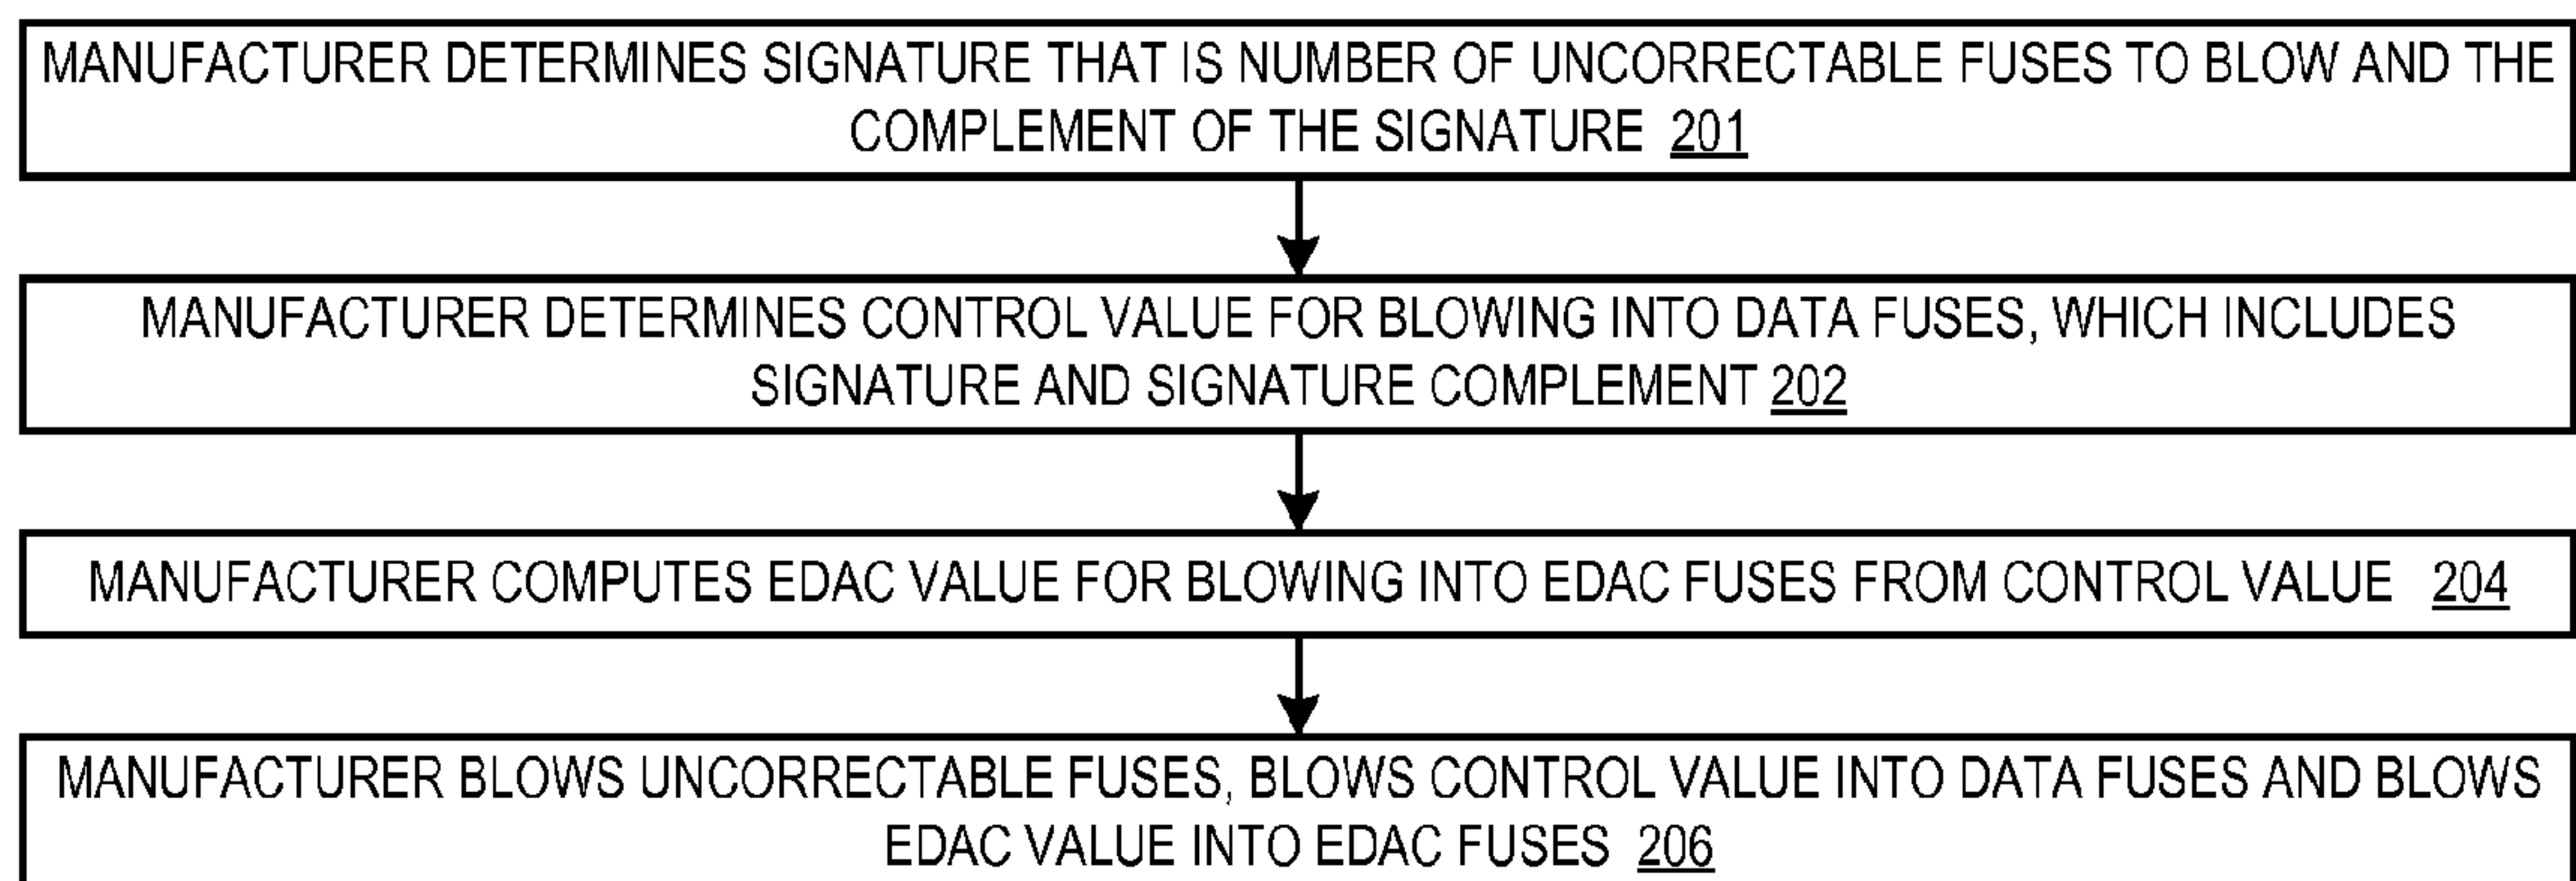 MANUFACTURER DETERMINES SIGNATURE THAT IS NUMBER OF UNCORRECTABLE FUSES TO BLOW AND THE
COMPLEMENT OF THE SIGNATURE 201
MANUFACTURER DETERMINES CONTROL VALUE FOR BLOWING INTO DATA FUSES, WHICH INCLUDES
SIGNATURE AND SIGNATURE COMPLEMENT 202
MANUFACTURER COMPUTES EDAC VALUE FOR BLOWING INTO EDAC FUSES FROM CONTROL VALUE 204
MANUFACTURER BLOWS UNCORRECTABLE FUSES, BLOWS CONTROL VALUE INTO DATA FUSES AND BLOWS
EDAC VALUE INTO EDAC FUSES 206